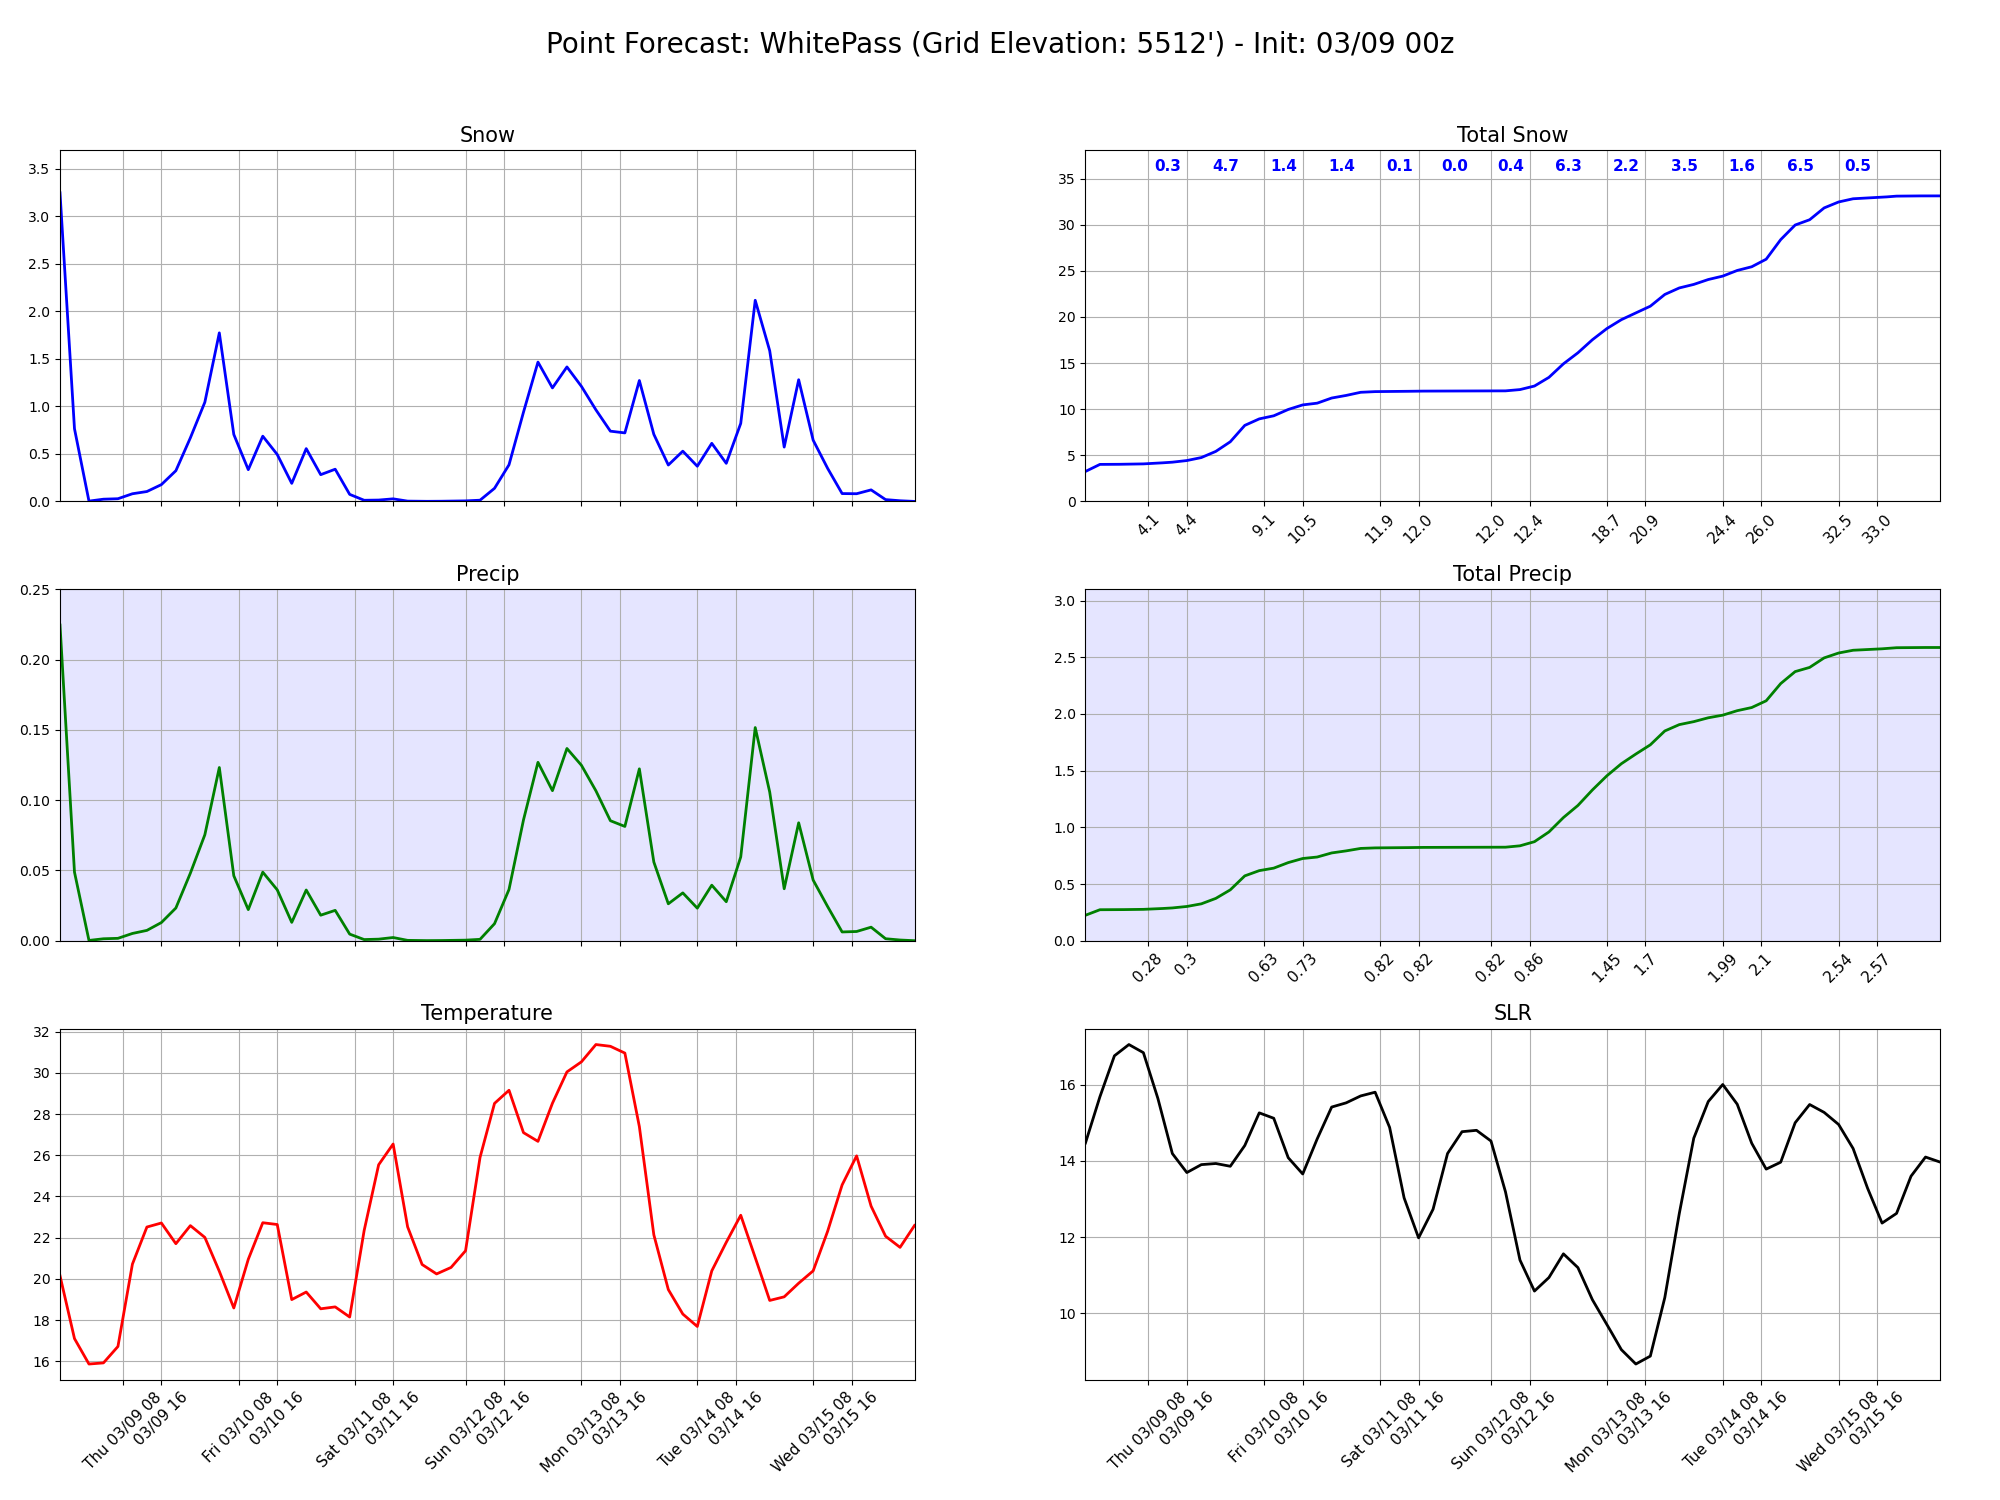 Point Forecast: WhitePass (Grid Elevation: 5512') - Init: 03/09 00z
Snow
3.5
3.0
2.5
2.0
1.5
1.0
0.5
0.0
Total Snow
0.3 4.7 1.4 1.4 0.1 0.0 0.4 6.3 2.2 3.5 1.6 6.5 0.5
35
30
25
20
15
10
5
0
4.1 4.4 9.1 10.5 11.9 12.0 12.0 12.4 18.7 20.9 24.4 26.0 32.5 33.0
Precip
0.25
0.20
0.15
0.10
0.05
0.00
Total Precip
3.0
2.5
2.0
1.5
1.0
0.5
0.0
0.28 0.3 0.63 0.73 0.82 0.82 0.82 0.86 1.45 1.7 1.99 2.1 2.54 2.57
Temperature
32
30
28
26
24
22
20
18
16
Thu 03/09 08
03/09 16
Fri 03/10 08
03/10 16
Sat 03/11 08
03/11 16
Sun 03/12 08
03/12 16
Mon 03/13 08
03/13 16
Tue 03/14 08
03/14 16
Wed 03/15 08
03/15 16
SLR
16
14
12
10
Thu 03/09 08
03/09 16
Fri 03/10 08
03/10 16
Sat 03/11 08
03/11 16
Sun 03/12 08
03/12 16
Mon 03/13 08
03/13 16
Tue 03/14 08
03/14 16
Wed 03/15 08
03/15 16